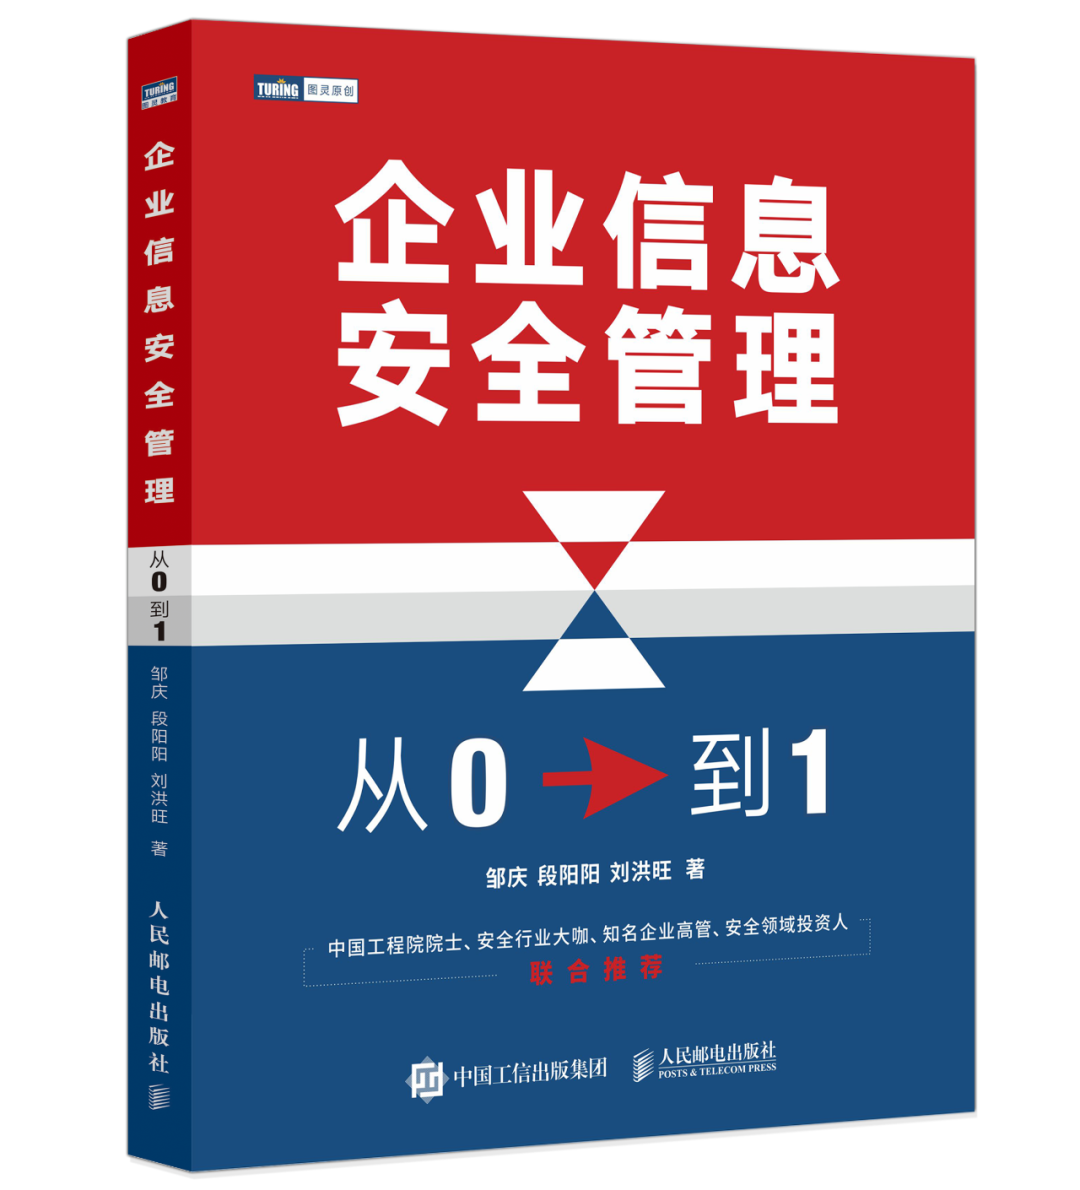 TURING 图灵原创
企业信息
安全管理
从0到1
邹庆 段阳阳 刘洪旺 著
中国工程院院士、安全行业大咖、知名企业高管、安全领域投资人
联合推荐
中国工信出版集团
人民邮电出版社
POSTS & TELECOM PRESS
TURING
图灵教育
企业信息安全管理
从0到1
邹庆 段阳阳 刘洪旺 著
人民邮电出版社